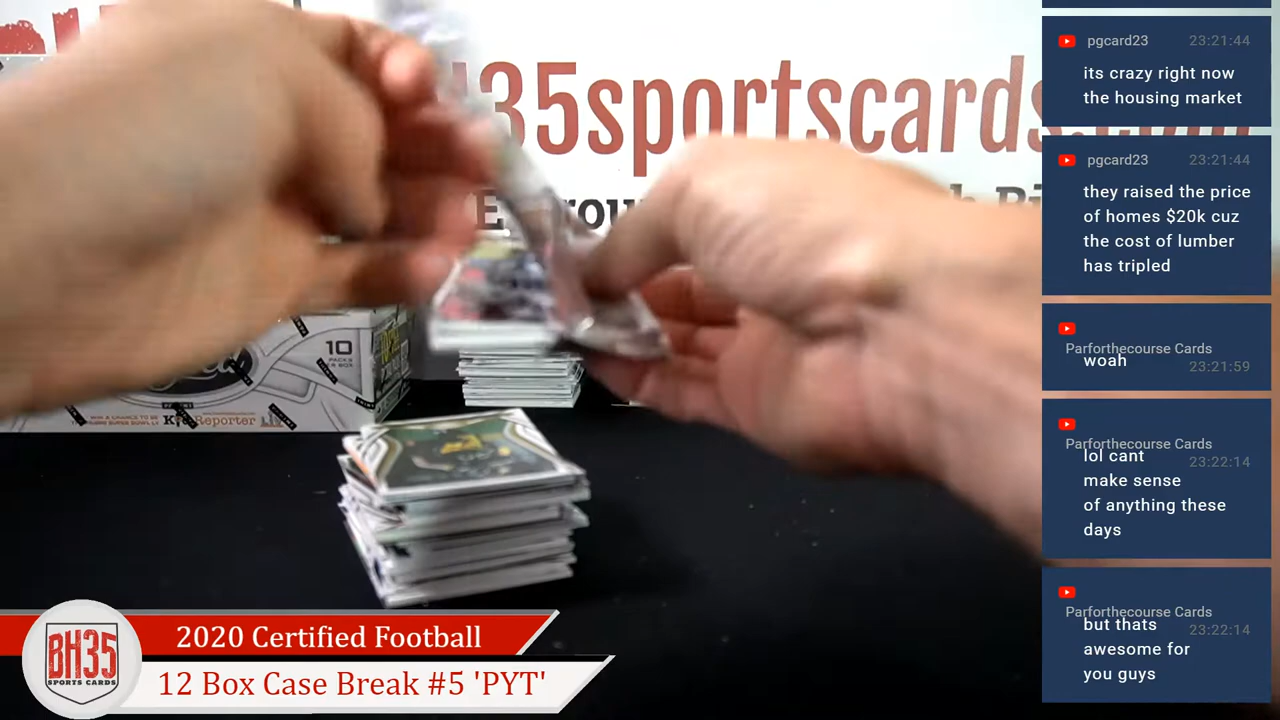 35sportscards
10
PACKS
Reporter
2020 Certified Football
12 Box Case Break #5 'PYT'
BH35
SPORTS CARDS
pgcard23 23:21:44
its crazy right now
the housing market
pgcard23 23:21:44
they raised the price
of homes $20k cuz
the cost of lumber
has tripled
Parforthecourse Cards
woah 23:21:59
Parforthecourse Cards
lol cant 23:22:14
make sense
of anything these
days
Parforthecourse Cards
but thats 23:22:14
awesome for
you guys